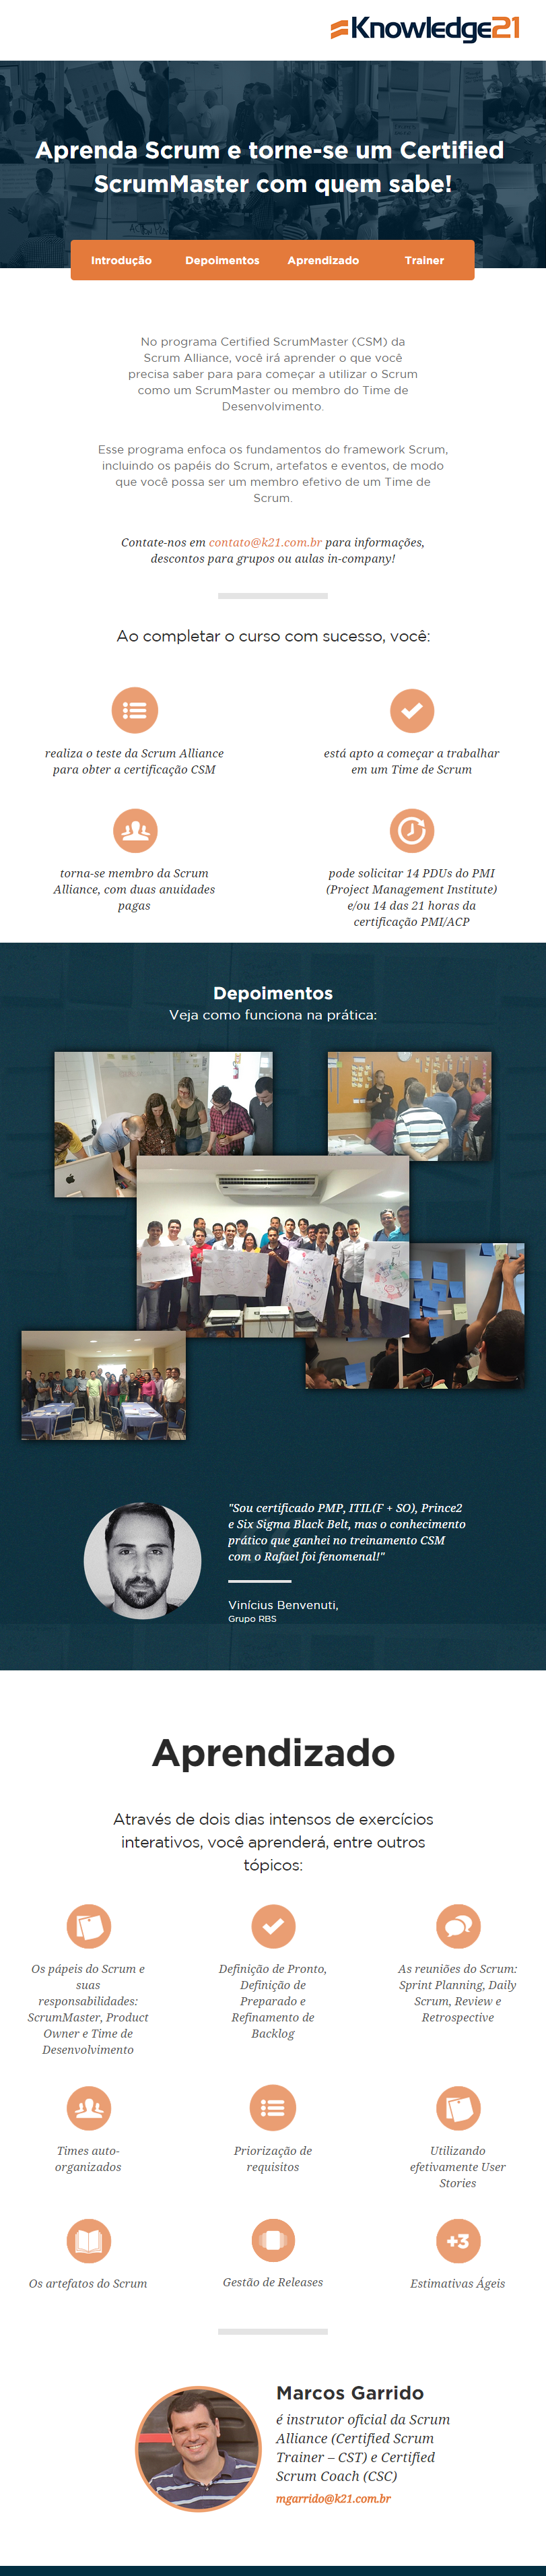 Knowledge21
Aprenda Scrum e torne-se um Certified
ScrumMaster com quem sabe!
Introdução Depoimentos Aprendizado Trainer
No programa Certified ScrumMaster (CSM) da
Scrum Alliance, você irá aprender o que você
precisa saber para para começar a utilizar o Scrum
como um ScrumMaster ou membro do Time de
Desenvolvimento.
Esse programa enfoca os fundamentos do framework Scrum,
incluindo os papéis do Scrum, artefatos e eventos, de modo
que você possa ser um membro efetivo de um Time de
Scrum.
Contate-nos em contato@k21.com.br para informações,
descontos para grupos ou aulas in-company!
Ao completar o curso com sucesso, você:
realiza o teste da Scrum Alliance
para obter a certificação CSM
está apto a começar a trabalhar
em um Time de Scrum
torna-se membro da Scrum
Alliance, com duas anuidades
pagas
pode solicitar 14 PDUs do PMI
(Project Management Institute)
e/ou 14 das 21 horas da
certificação PMI/ACP
Depoimentos
Veja como funciona na prática:
"Sou certificado PMP, ITIL(F + SO), Prince2
e Six Sigma Black Belt, mas o conhecimento
prático que ganhei no treinamento CSM
com o Rafael foi fenomenal!"
Vinícius Benvenuti,
Grupo RBS
Aprendizado
Através de dois dias intensos de exercícios
interativos, você aprenderá, entre outros
tópicos:
Os pápeis do Scrum e
suas
responsabilidades:
ScrumMaster, Product
Owner e Time de
Desenvolvimento
Definição de Pronto,
Definição de
Preparado e
Refinamento de
Backlog
As reuniões do Scrum:
Sprint Planning, Daily
Scrum, Review e
Retrospective
Times auto-
organizados
Priorização de
requisitos
Utilizando
efetivamente User
Stories
+3
Os artefatos do Scrum
Gestão de Releases
Estimativas Ágeis
Marcos Garrido
é instrutor oficial da Scrum
Alliance (Certified Scrum
Trainer – CST) e Certified
Scrum Coach (CSC)
mgarrido@k21.com.br